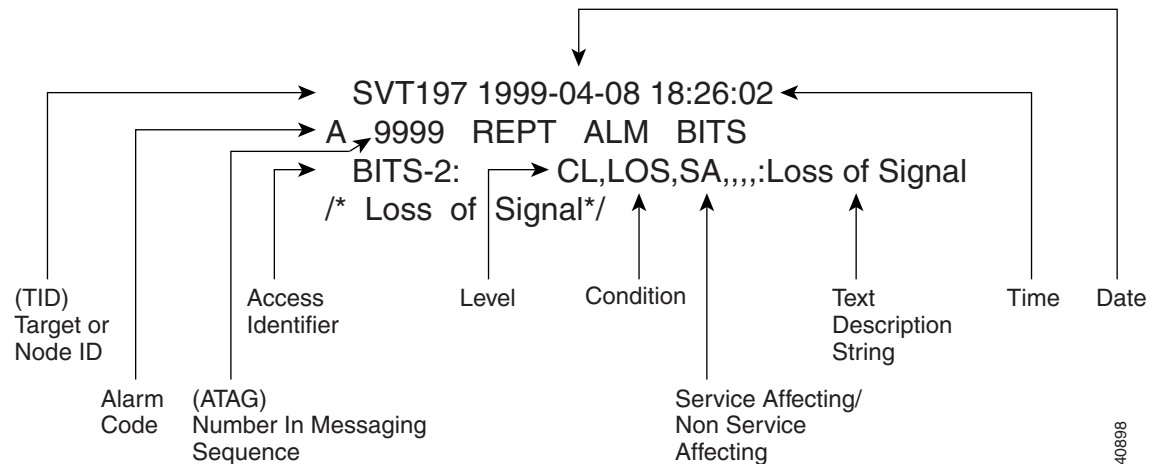 SVT197 1999-04-08 18:26:02
A 9999 REPT ALM BITS
BITS-2: CL,LOS,SA,,,,:Loss of Signal
/* Loss of Signal*/
(TID)
Target or
Node ID
Access
Identifier
Level
Condition
Text
Description
String
Time
Date
Alarm
Code
(ATAG)
Number In Messaging
Sequence
Service Affecting/
Non Service
Affecting
40898